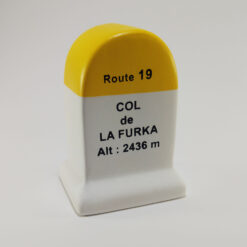 Route 19
COL
de
LA FURKA
Alt : 2436 m